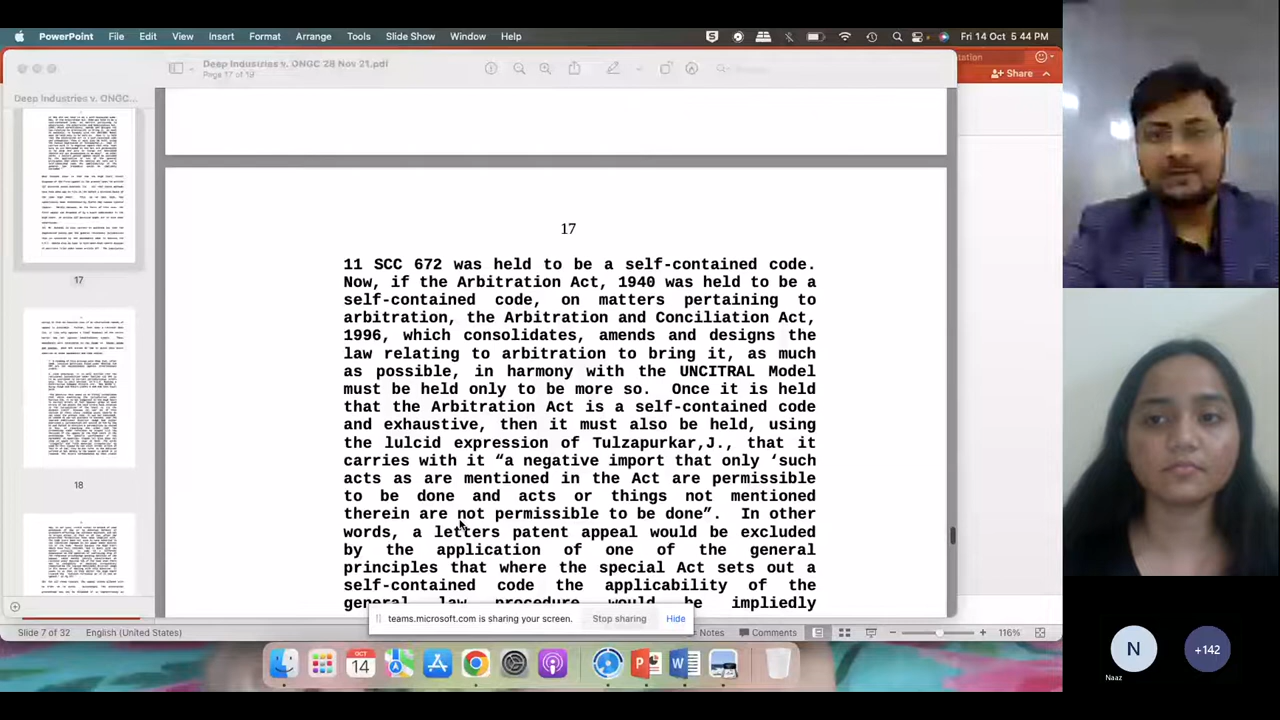 PowerPoint File Edit View Insert Format Arrange Tools Slide Show Window Help Fri 14 Oct 5:44 PM
Deep Industries v. ONGC 28 Nov 21.pdf
Page 17 of 19
Share
Deep Industries v. ONGC...
17
18
17
11 SCC 672 was held to be a self-contained code.
Now, if the Arbitration Act, 1940 was held to be a
self-contained code, on matters pertaining to
arbitration, the Arbitration and Conciliation Act,
1996, which consolidates, amends and designs the
law relating to arbitration to bring it, as much
as possible, in harmony with the UNCITRAL Model
must be held only to be more so. Once it is held
that the Arbitration Act is a self-contained code
and exhaustive, then it must also be held, using
the lulcid expression of Tulzapurkar,J., that it
carries with it “a negative import that only ‘such
acts as are mentioned in the Act are permissible
to be done and acts or things not mentioned
therein are not permissible to be done”. In other
words, a letters patent appeal would be excluded
by the application of one of the general
principles that where the special Act sets out a
self-contained code the applicability of the
general law procedure would be impliedly
teams.microsoft.com is sharing your screen. Stop sharing Hide
Slide 7 of 32 English (United States) Notes Comments 116%
OCT
14
N
Naaz
+142